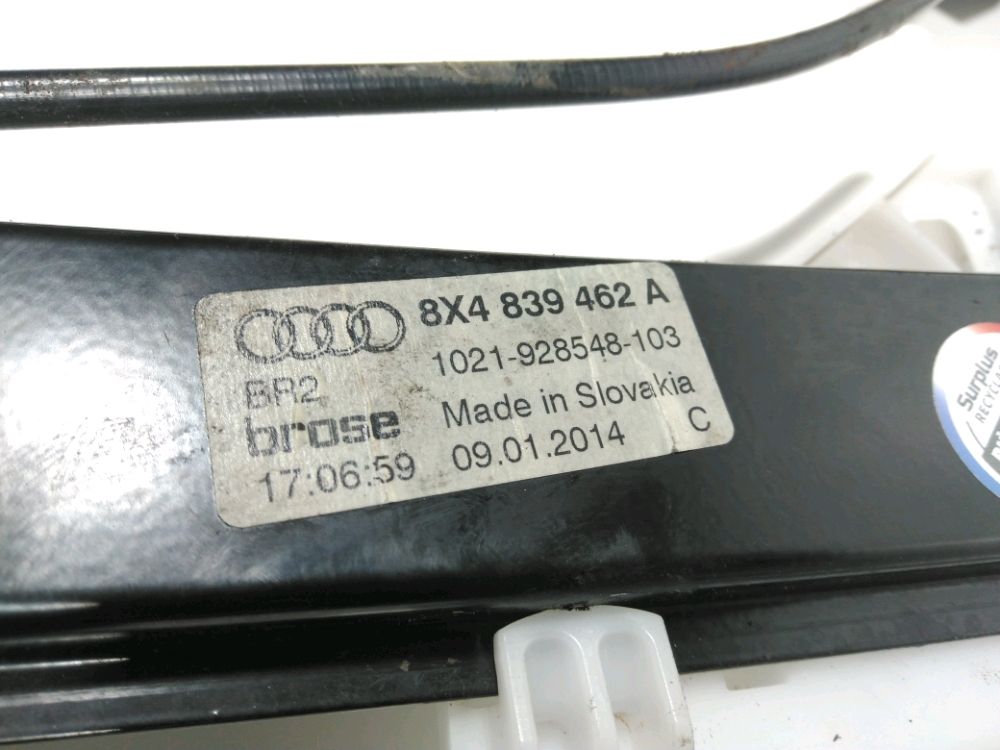 8X4 839 462 A
1021-928548-103
BR2
Made in Slovakia
brose
09.01.2014 C
17:06:59
Surplus